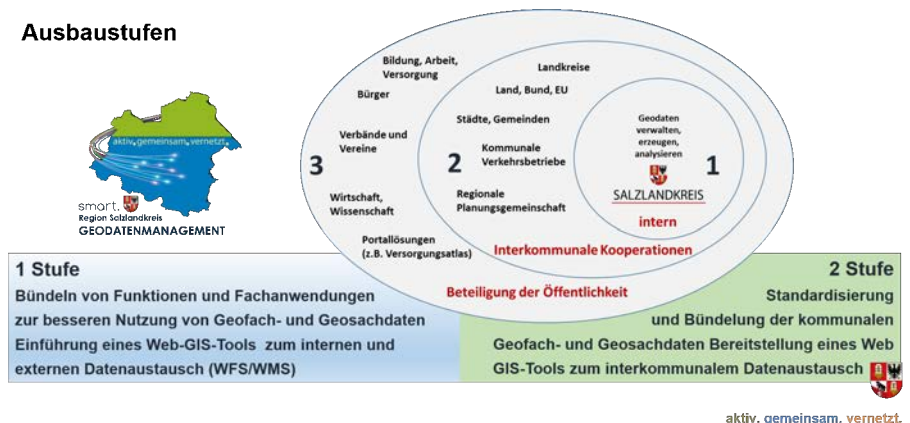 Ausbaustufen
aktiv.gemeinsam.vernetzt.
smart.
Region Salzlandkreis
GEODATENMANAGEMENT
3
Bildung, Arbeit,
Versorgung
Bürger
Verbände und
Vereine
Wirtschaft,
Wissenschaft
Portallösungen
(z.B. Versorgungsatlas)
Beteiligung der Öffentlichkeit
2
Landkreise
Land, Bund, EU
Städte, Gemeinden
Kommunale
Verkehrsbetriebe
Regionale
Planungsgemeinschaft
Interkommunale Kooperationen
1
Geodaten
verwalten,
erzeugen,
analysieren
SALZLANDKREIS
intern
1 Stufe
Bündeln von Funktionen und Fachanwendungen
zur besseren Nutzung von Geofach- und Geosachdaten
Einführung eines Web-GIS-Tools zum internen und
externen Datenaustausch (WFS/WMS)
2 Stufe
Standardisierung
und Bündelung der kommunalen
Geofach- und Geosachdaten Bereitstellung eines Web
GIS-Tools zum interkommunalem Datenaustausch
aktiv. gemeinsam. vernetzt.